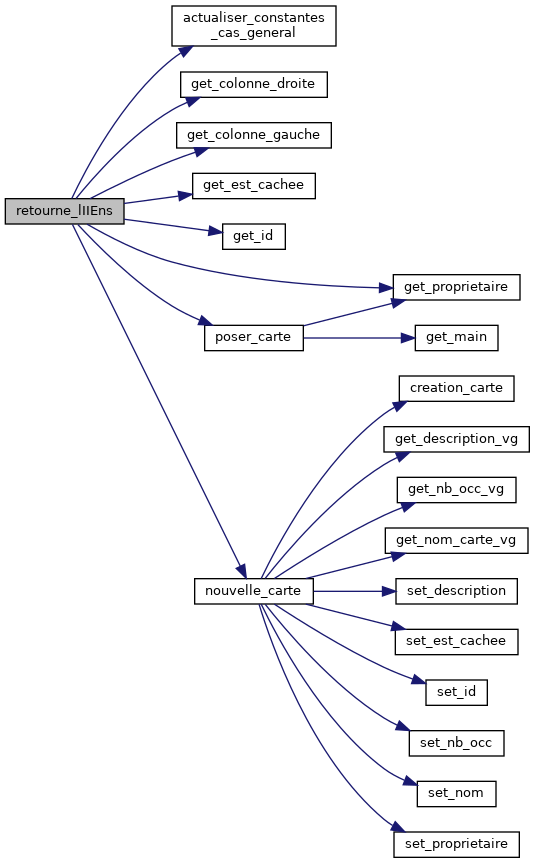 actualiser_constantes
_cas_general
get_colonne_droite
get_colonne_gauche
get_est_cachee
retourne_lIIEns
get_id
get_proprietaire
poser_carte
get_main
creation_carte
get_description_vg
get_nb_occ_vg
get_nom_carte_vg
nouvelle_carte
set_description
set_est_cachee
set_id
set_nb_occ
set_nom
set_proprietaire